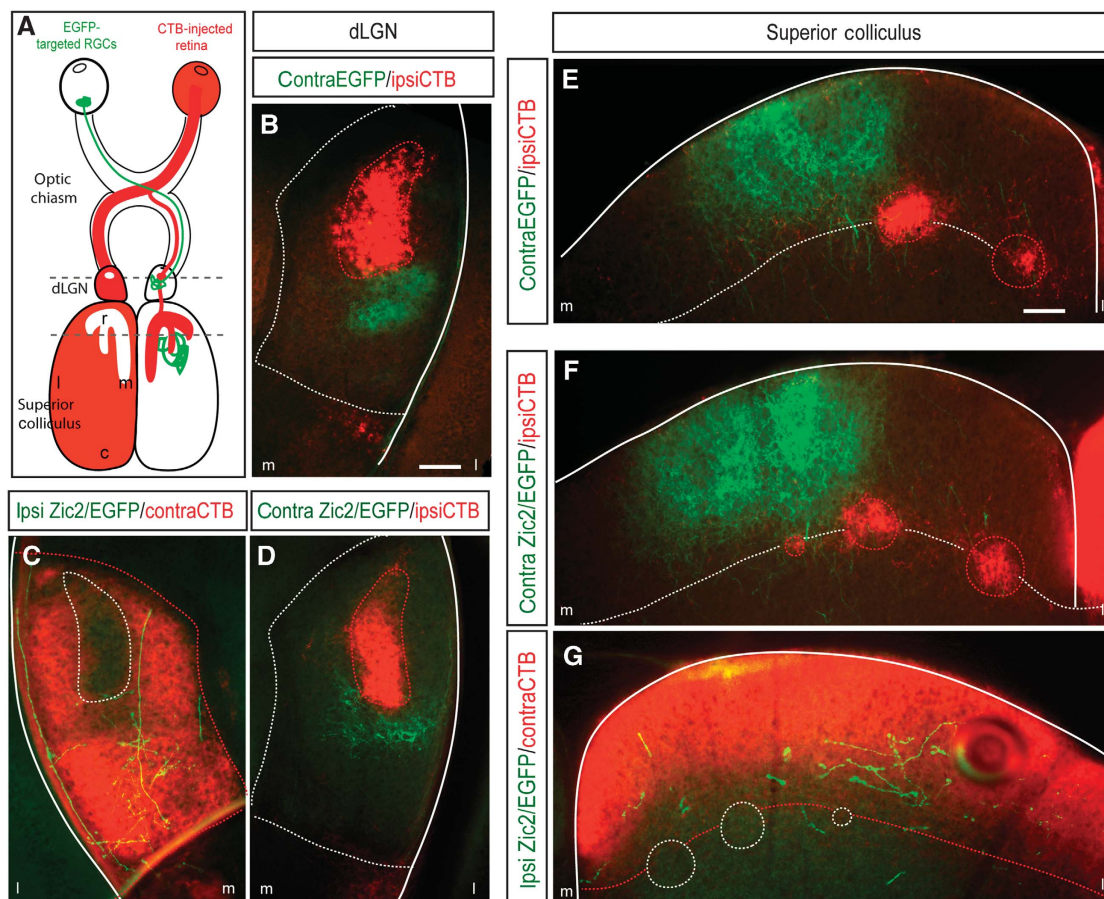 A
EGFP-
targeted RGCs
CTB-injected
retina
Optic
chiasm
dLGN
r
l
m
Superior
colliculus
c
dLGN
ContraEGFP/ipsiCTB
B
m
l
Ipsi Zic2/EGFP/contraCTB
C
l
m
Contra Zic2/EGFP/ipsiCTB
D
m
l
Superior colliculus
ContraEGFP/ipsiCTB
E
m
l
Contra Zic2/EGFP/ipsiCTB
F
m
l
Ipsi Zic2/EGFP/contraCTB
G
m
l